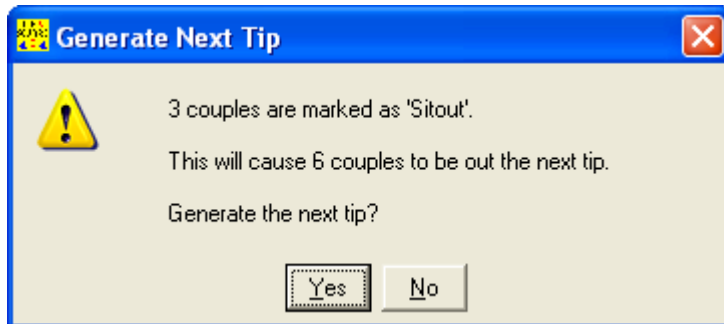 Generate Next Tip
3 couples are marked as 'Sitout'.
This will cause 6 couples to be out the next tip.
Generate the next tip?
Yes
No